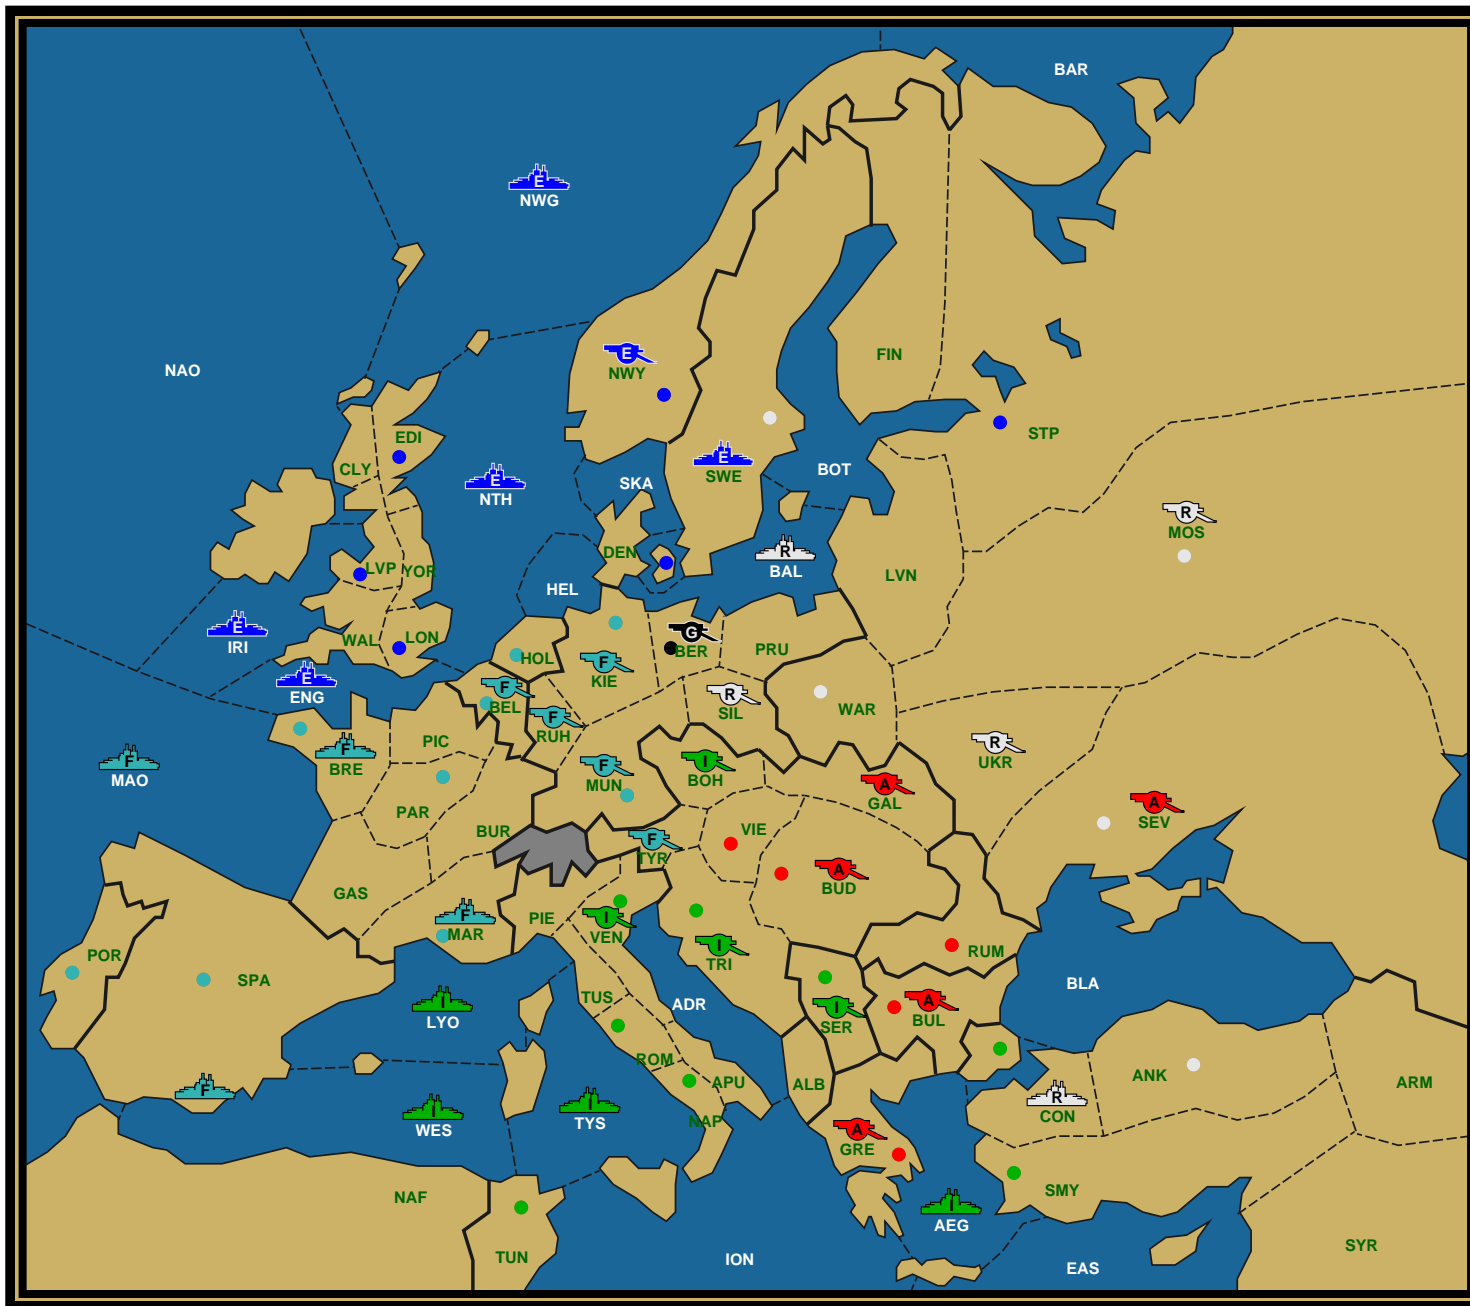 BAR
E
NWG
FIN
NAO
E
NWY
EDI
STP
CLY
E
SWE
BOT
E
NTH
SKA
R
MOS
DEN
R
BAL
LVP
YOR
LVN
HEL
E
IRI
WAL
LON
G
BER
PRU
HOL
F
KIE
E
ENG
F
BEL
R
SIL
WAR
F
RUH
PIC
F
BRE
R
UKR
F
MAO
F
MUN
I
BOH
A
GAL
A
SEV
PAR
BUR
VIE
F
TYR
A
BUD
GAS
F
MAR
PIE
I
VEN
I
TRI
RUM
POR
SPA
TUS
ADR
BLA
I
LYO
I
SER
A
BUL
ROM
APU
ALB
ANK
ARM
F
I
WES
I
TYS
NAP
R
CON
A
GRE
NAF
SMY
I
AEG
TUN
ION
EAS
SYR